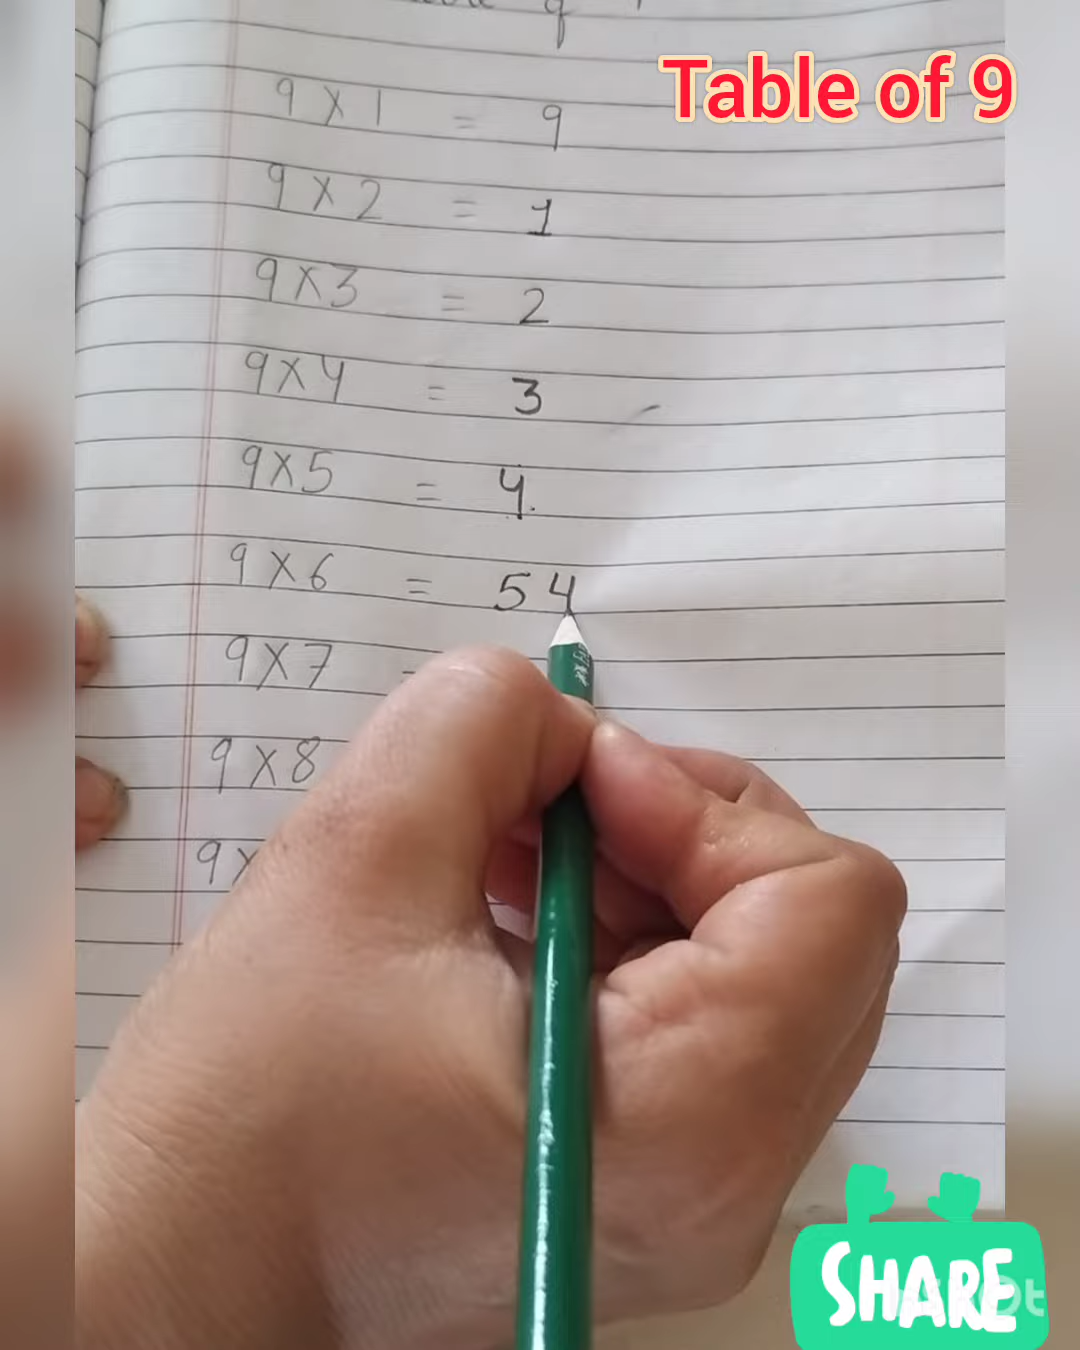 Table of 9
9 X 1 = 9
9 X 2 = 1
9 X 3 = 2
9 X 4 = 3
9 X 5 = 4.
9 X 6 = 54
9 X 7
9 X 8
9 X
SHARE